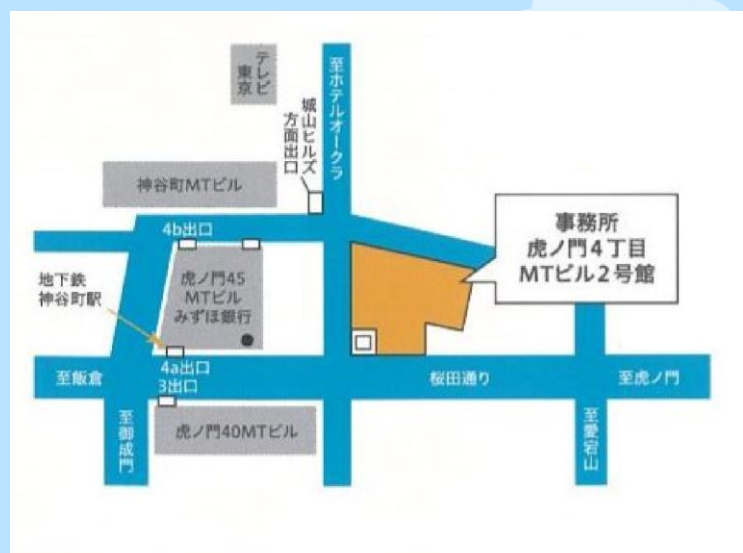 テレビ
東京
至ホテルオークラ
城山ヒルズ
方面出口
神谷町MTビル
4b出口
事務所
虎ノ門4丁目
MTビル2号館
地下鉄
神谷町駅
虎ノ門45
MTビル
みずほ銀行
4a出口
3出口
至飯倉
桜田通り
至虎ノ門
至御成門
虎ノ門40MTビル
至愛宕山